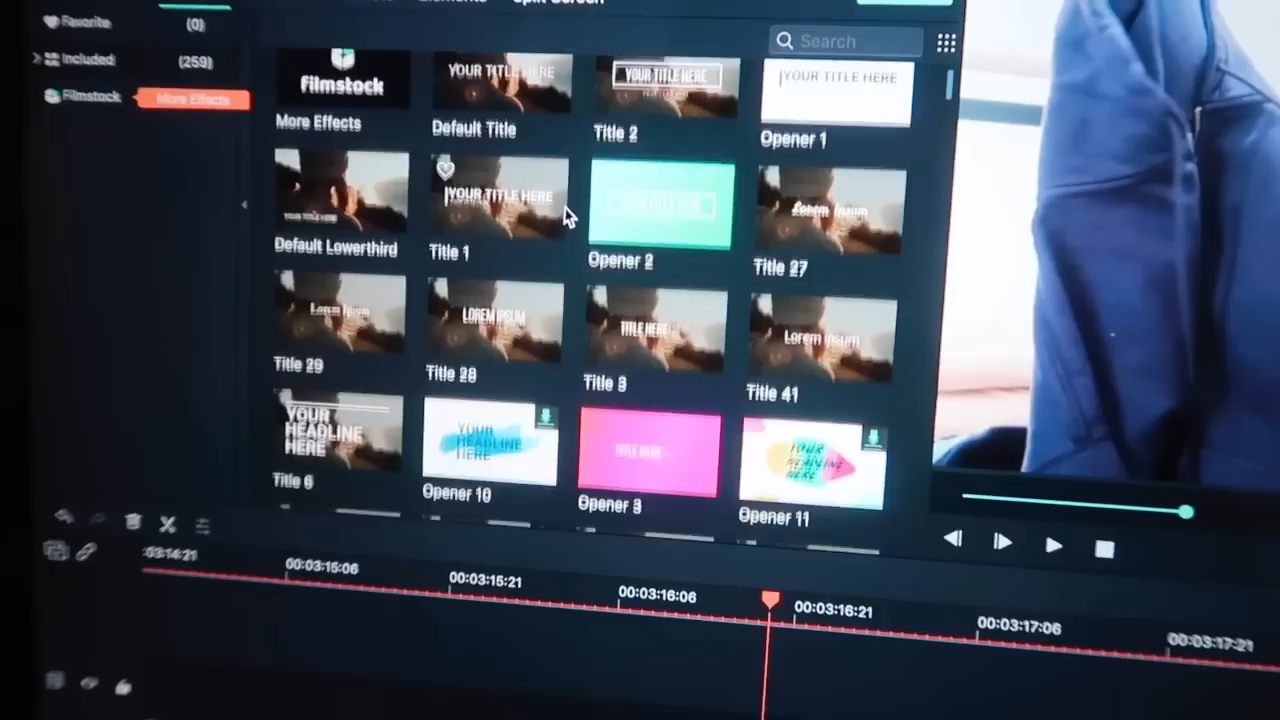 Elements
Split Screen
Favorite (0)
Included (259)
Filmstock More Effects
Search
filmstock
YOUR TITLE HERE
YOUR TITLE HERE
YOUR TITLE HERE
More Effects
Default Title
Title 2
Opener 1
YOUR TITLE HERE
YOUR TITLE HERE
Lorem Ipsum
Default Lowerthird
Title 1
Opener 2
Title 27
Lorem Ipsum
LOREM IPSUM
TITLE HERE
Lorem Ipsum
Title 29
Title 28
Title 3
Title 41
YOUR
HEADLINE
HERE
YOUR
HEADLINE
HERE
TITLE HERE
YOUR
HEADLINE
HERE
Title 6
Opener 10
Opener 3
Opener 11
:03:14:21
00:03:15:06
00:03:15:21
00:03:16:06
00:03:16:21
00:03:17:06
00:03:17:21